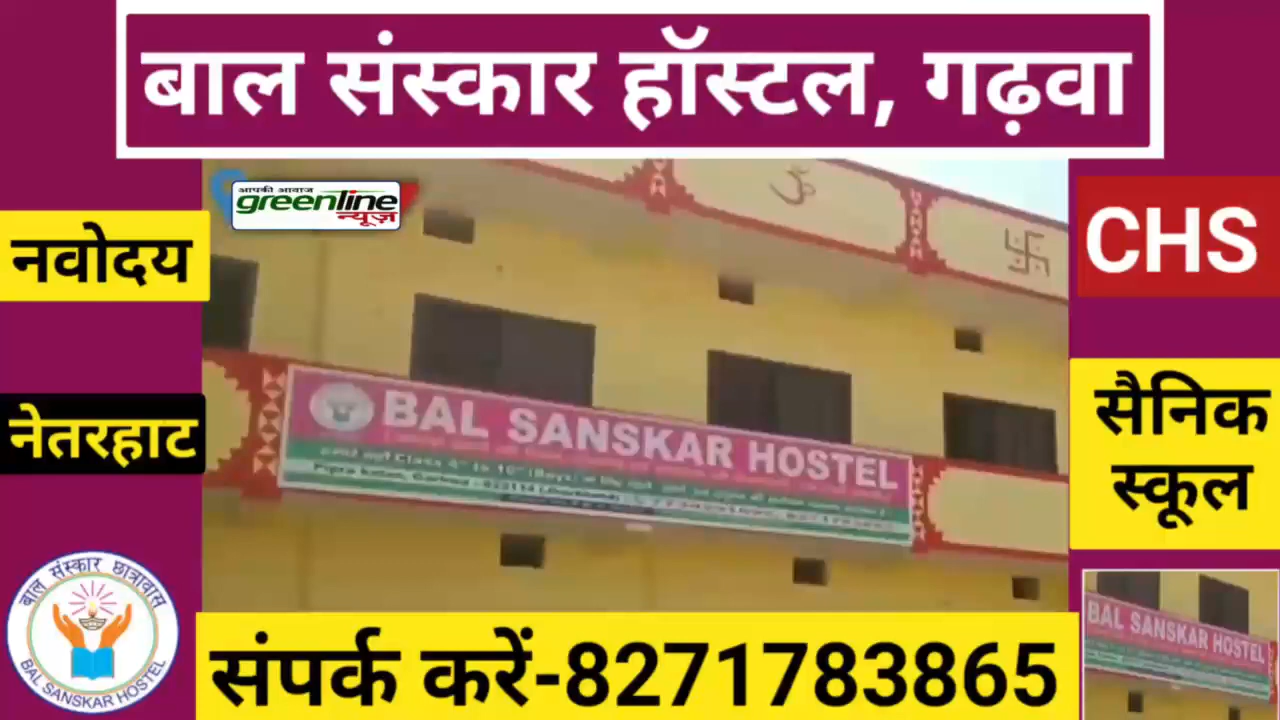 बाल संस्कार हॉस्टल, गढ़वा
आपकी आवाज
greenline
न्यूज़
नवोदय
CHS
नेतरहाट
सैनिक
स्कूल
BAL SANSKAR HOSTEL
बाल संस्कार छात्रावास
BAL SANSKAR HOSTEL
संपर्क करें-8271783865
BAL SANSKAR HOSTEL